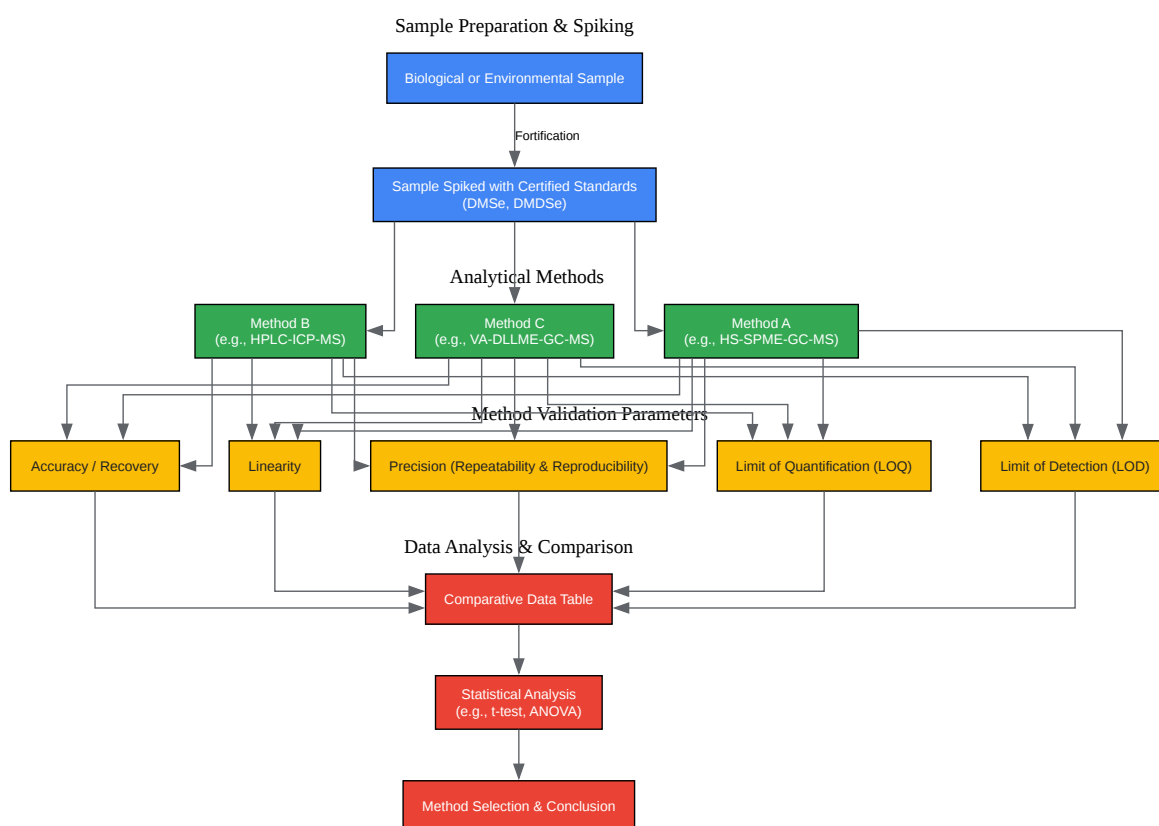 Sample Preparation & Spiking
Biological or Environmental Sample
Fortification
Sample Spiked with Certified Standards
(DMSe, DMDSe)
Analytical Methods
Method B
(e.g., HPLC-ICP-MS)
Method C
(e.g., VA-DLLME-GC-MS)
Method A
(e.g., HS-SPME-GC-MS)
Method Validation Parameters
Accuracy / Recovery
Linearity
Precision (Repeatability & Reproducibility)
Limit of Quantification (LOQ)
Limit of Detection (LOD)
Data Analysis & Comparison
Comparative Data Table
Statistical Analysis
(e.g., t-test, ANOVA)
Method Selection & Conclusion